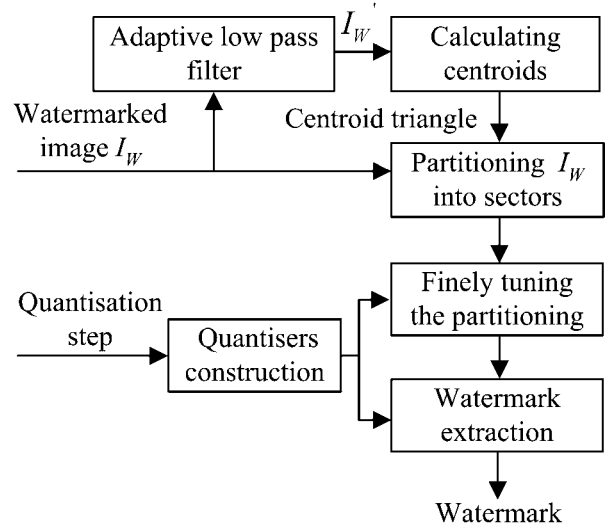 Adaptive low pass
filter
I_W'
Calculating
centroids
Watermarked
image I_W
Centroid triangle
Partitioning I_W
into sectors
Quantisation
step
Quantisers
construction
Finely tuning
the partitioning
Watermark
extraction
Watermark